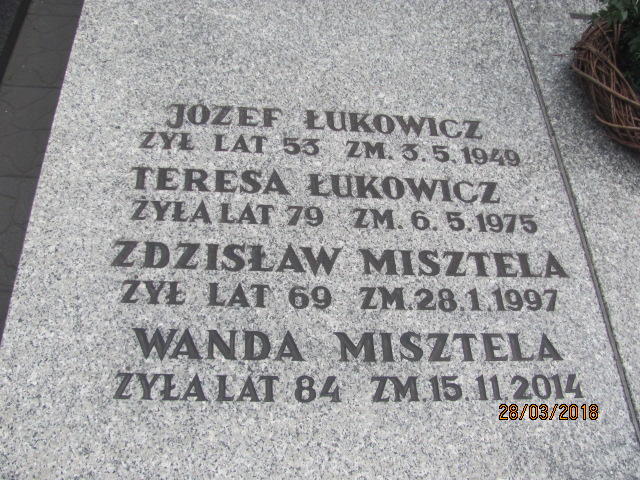 JÓZEF ŁUKOWICZ
ŻYŁ LAT 53 ZM. 3.5.1949
TERESA ŁUKOWICZ
ŻYŁA LAT 79 ZM. 6.5.1975
ZDZISŁAW MISZTELA
ŻYŁ LAT 69 ZM. 28.1.1997
WANDA MISZTELA
ŻYŁA LAT 84 ZM. 15.11.2014
28/03/2018